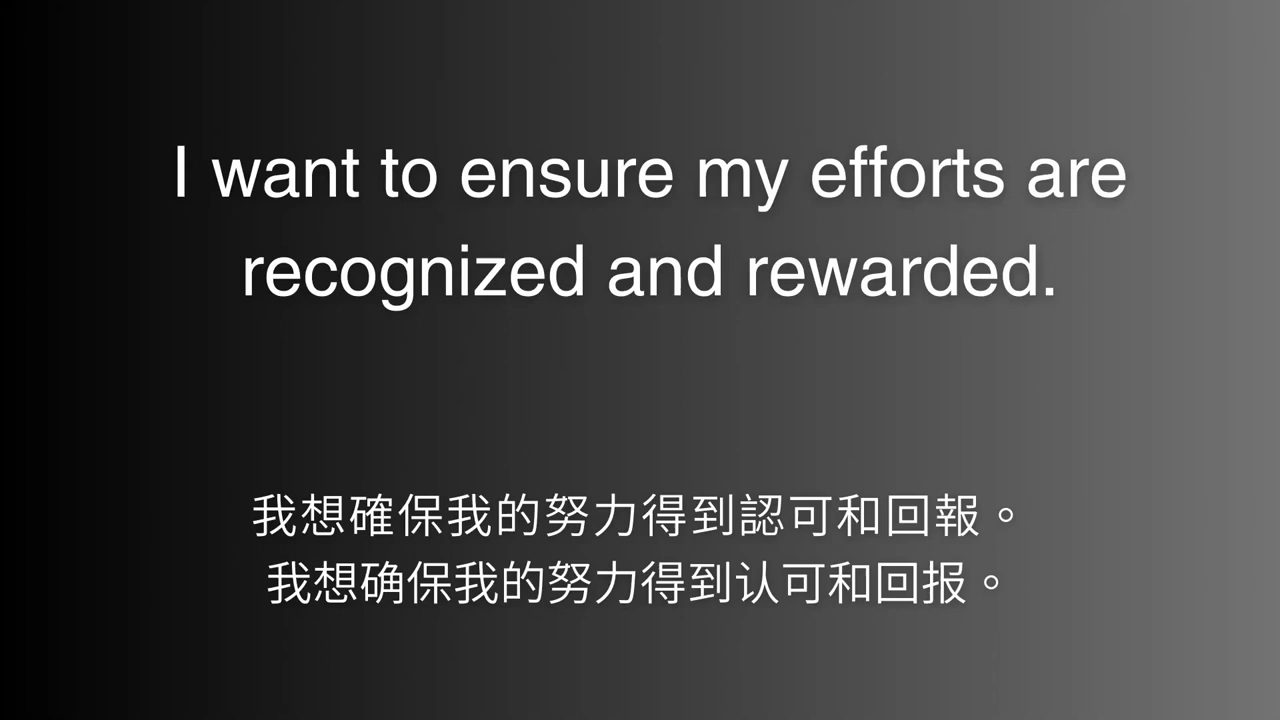 I want to ensure my efforts are
recognized and rewarded.
我想確保我的努力得到認可和回報。
我想确保我的努力得到认可和回报。